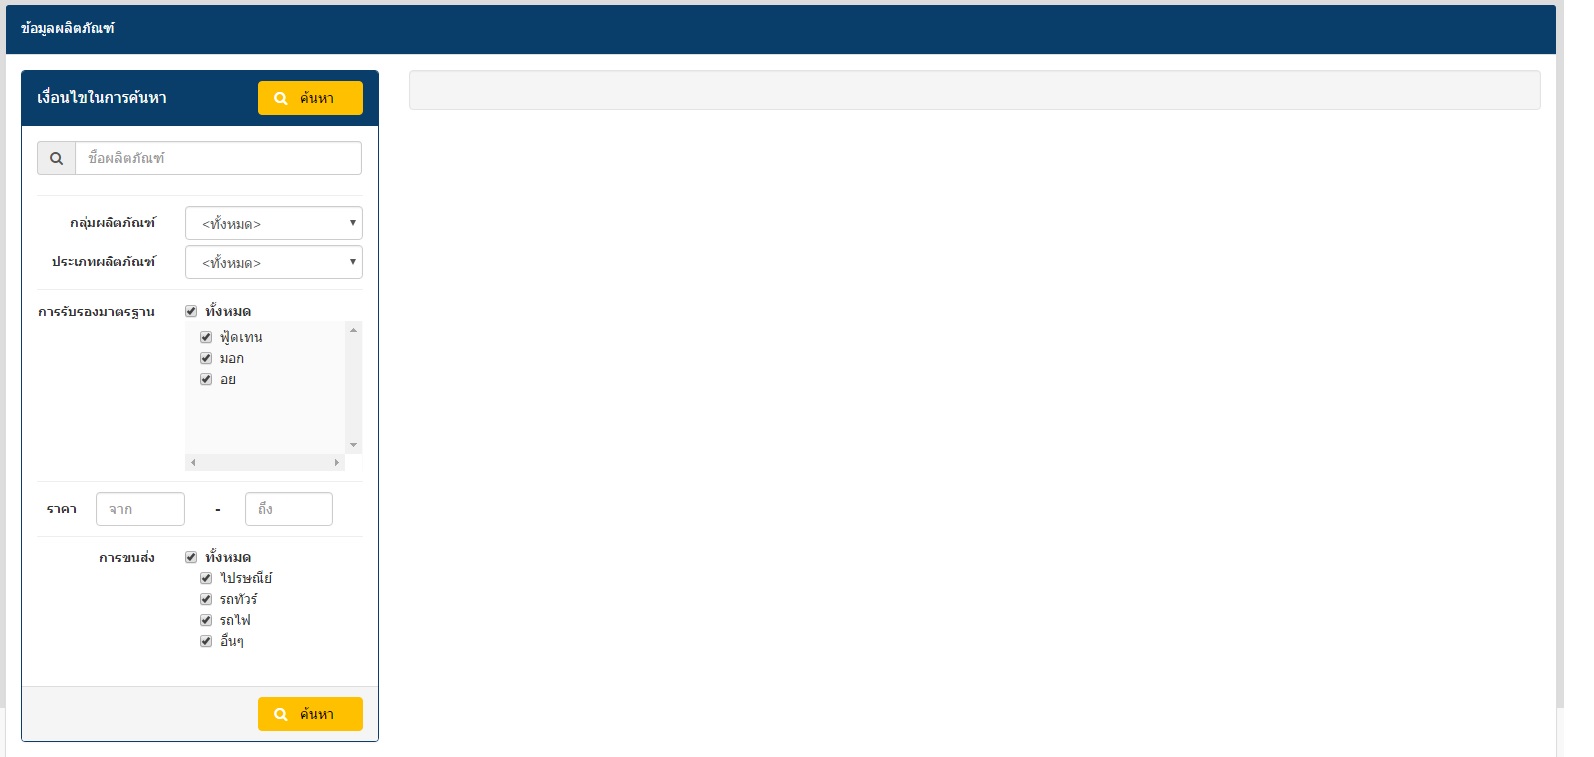 ข้อมูลผลิตภัณฑ์
เงื่อนไขในการค้นหา
ค้นหา
ชื่อผลิตภัณฑ์
กลุ่มผลิตภัณฑ์ <ทั้งหมด>
ประเภทผลิตภัณฑ์ <ทั้งหมด>
การรับรองมาตรฐาน ทั้งหมด
ฟู้ดเทน
มอก
อย
ราคา จาก - ถึง
การขนส่ง ทั้งหมด
ไปรษณีย์
รถทัวร์
รถไฟ
อื่นๆ
ค้นหา